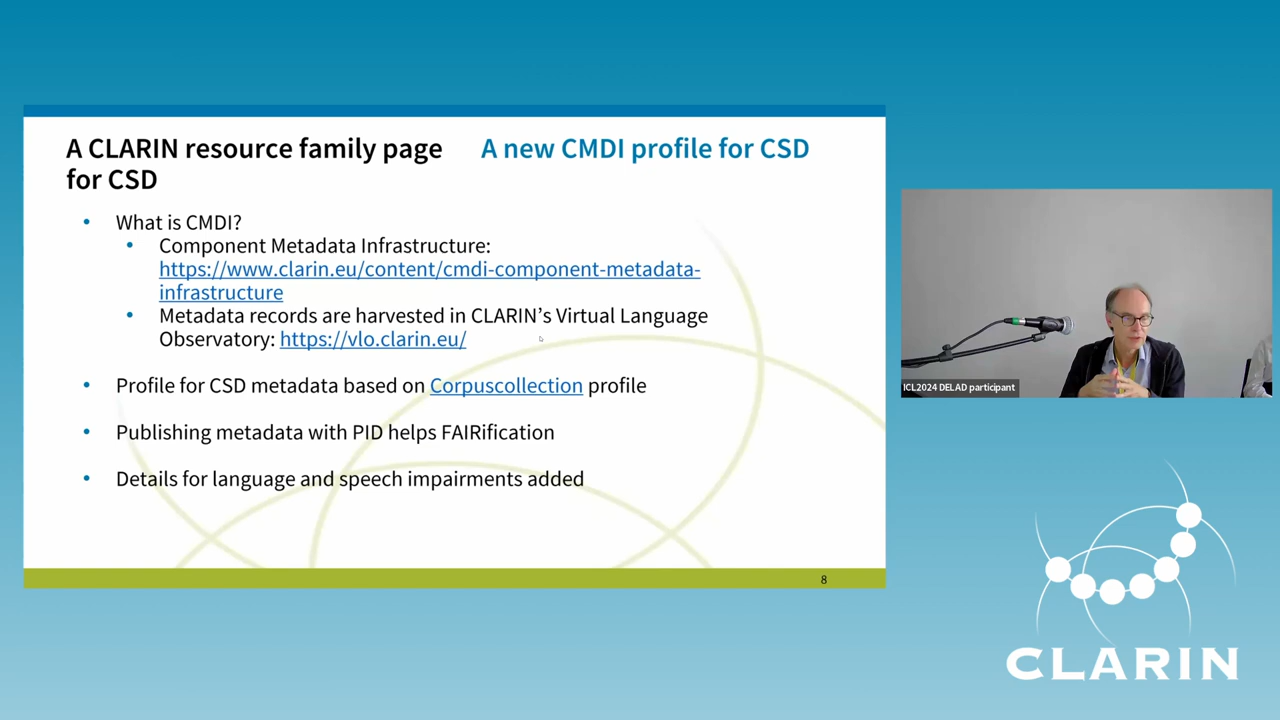 A CLARIN resource family page
for CSD
A new CMDI profile for CSD
• What is CMDI?
• Component Metadata Infrastructure:
https://www.clarin.eu/content/cmdi-component-metadata-
infrastructure
• Metadata records are harvested in CLARIN’s Virtual Language
Observatory: https://vlo.clarin.eu/
• Profile for CSD metadata based on Corpuscollection profile
• Publishing metadata with PID helps FAIRification
• Details for language and speech impairments added
8
ICL2024 DELAD participant
CLARIN